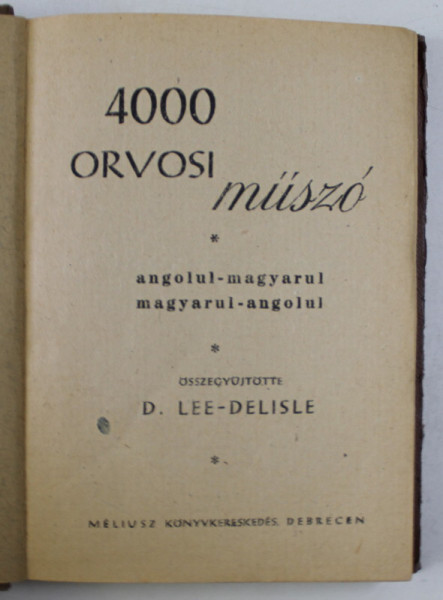 4000
ORVOSI
műszó
*
angolul-magyarul
magyarul-angolul
*
ÖSSZEGYŰJTÖTTE
D. LEE-DELISLE
*
MÉLIUSZ KÖNYVKERESKEDÉS, DEBRECEN